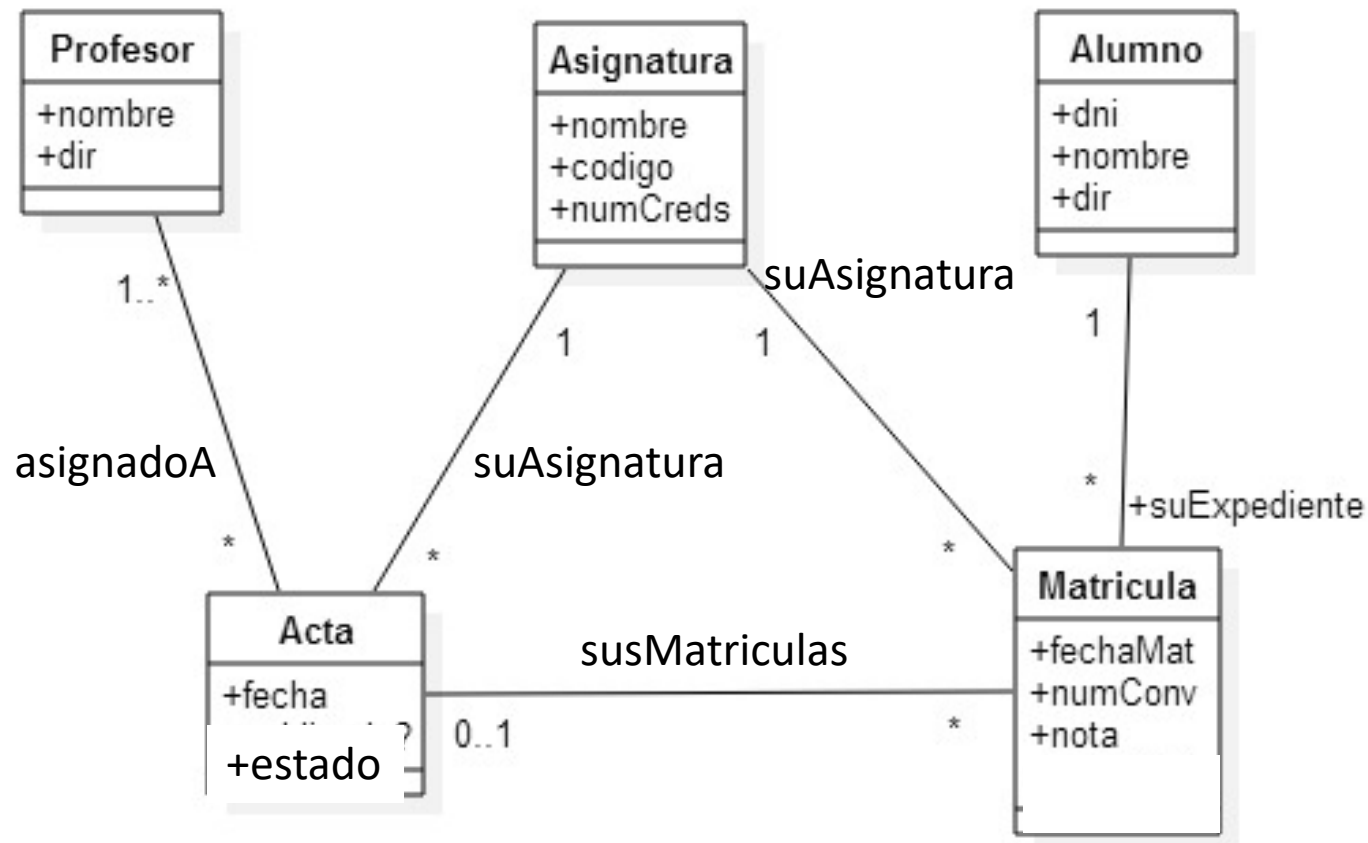 Profesor
+nombre
+dir
Asignatura
+nombre
+codigo
+numCreds
Alumno
+dni
+nombre
+dir
1..*
1
1
suAsignatura
1
asignadoA
suAsignatura
*
*
*
*
+suExpediente
Acta
+fecha
+estado
0..1
susMatriculas
*
Matricula
+fechaMat
+numConv
+nota